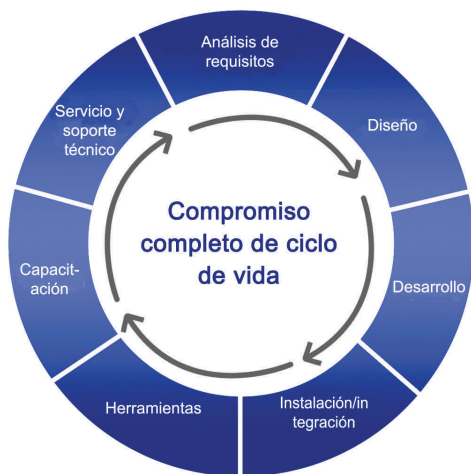 Análisis de
requisitos
Diseño
Desarrollo
Instalación/in
tegración
Herramientas
Capacit-
ación
Servicio y
soporte
técnico
Compromiso
completo de ciclo
de vida